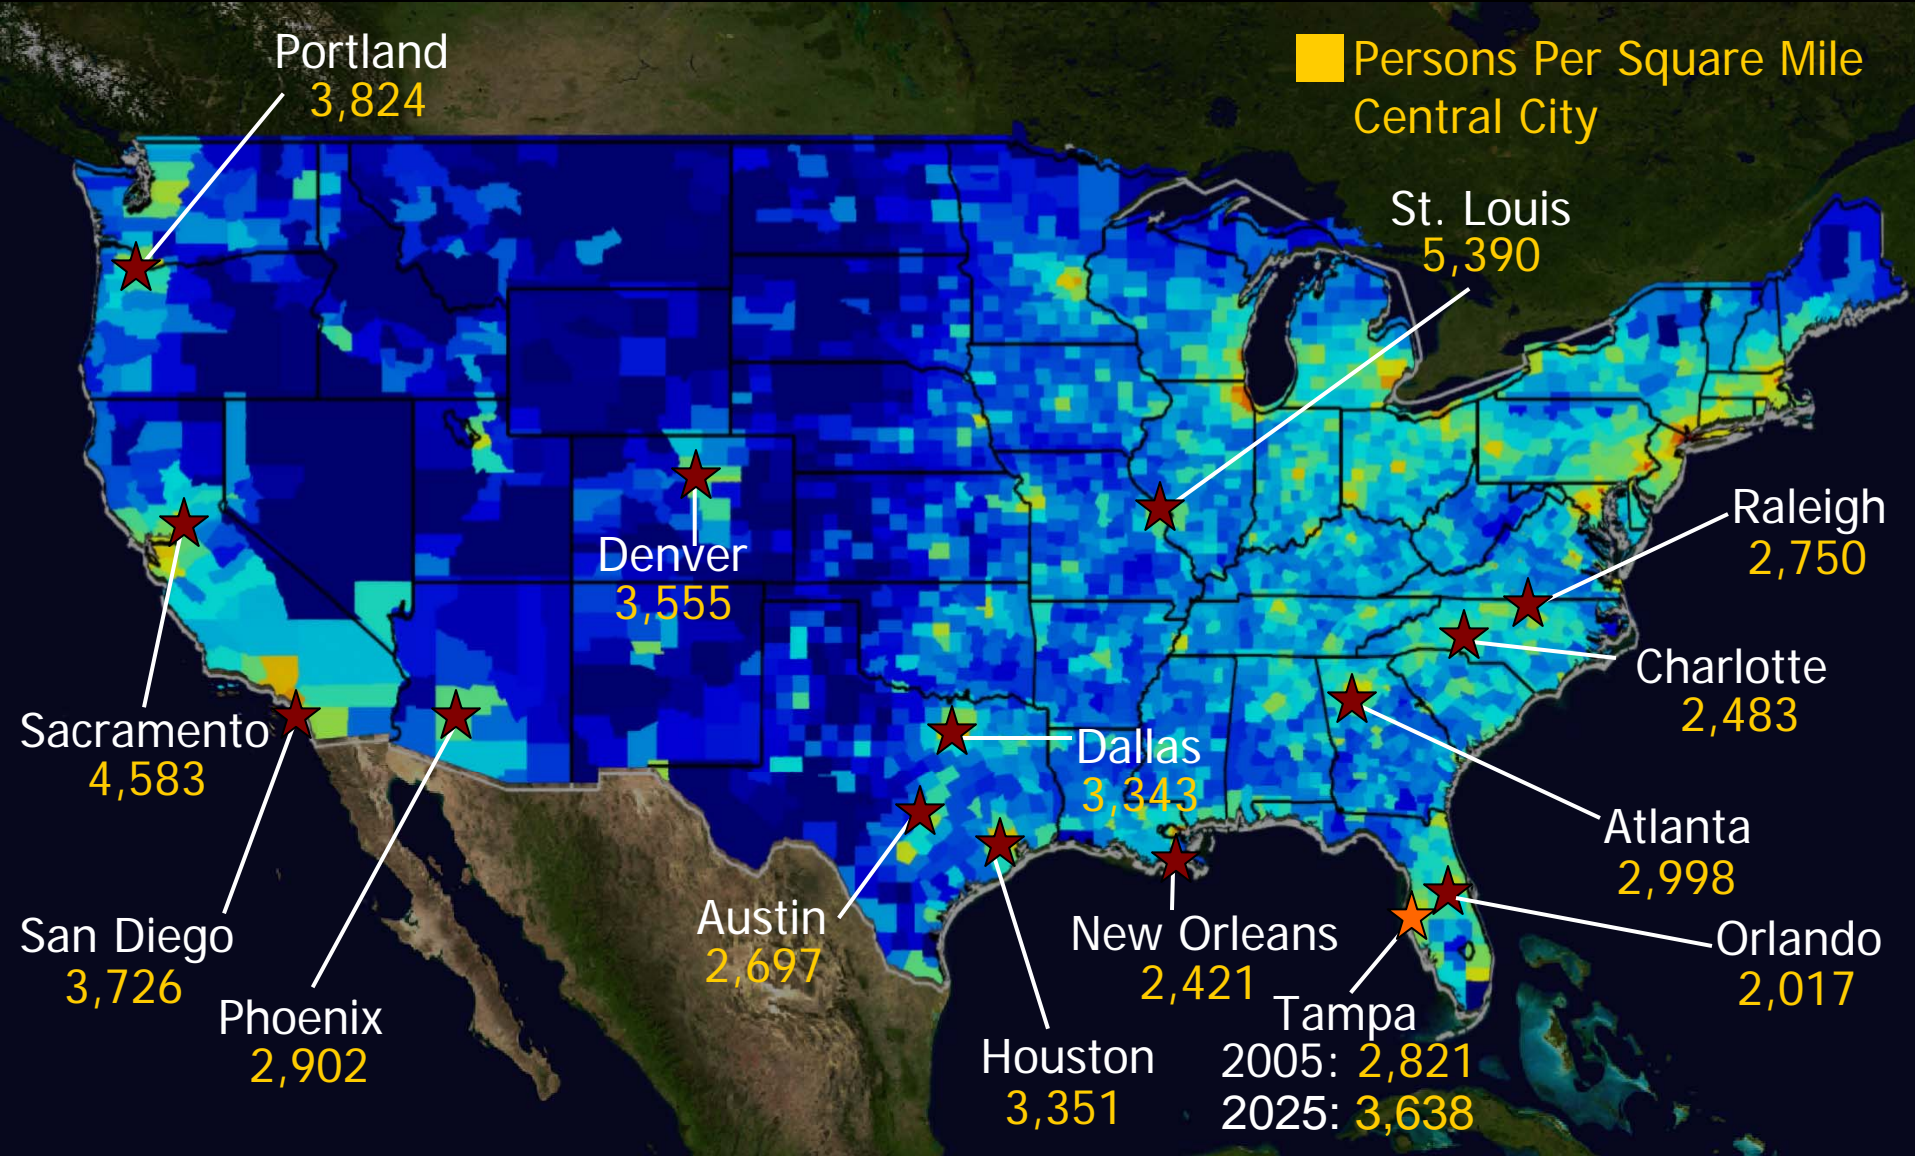 Portland
3,824
Persons Per Square Mile
Central City
St. Louis
5,390
Raleigh
2,750
Denver
3,555
Charlotte
2,483
Sacramento
4,583
Dallas
3,343
Atlanta
2,998
San Diego
3,726
Austin
2,697
New Orleans
2,421
Orlando
2,017
Phoenix
2,902
Houston
3,351
Tampa
2005: 2,821
2025: 3,638